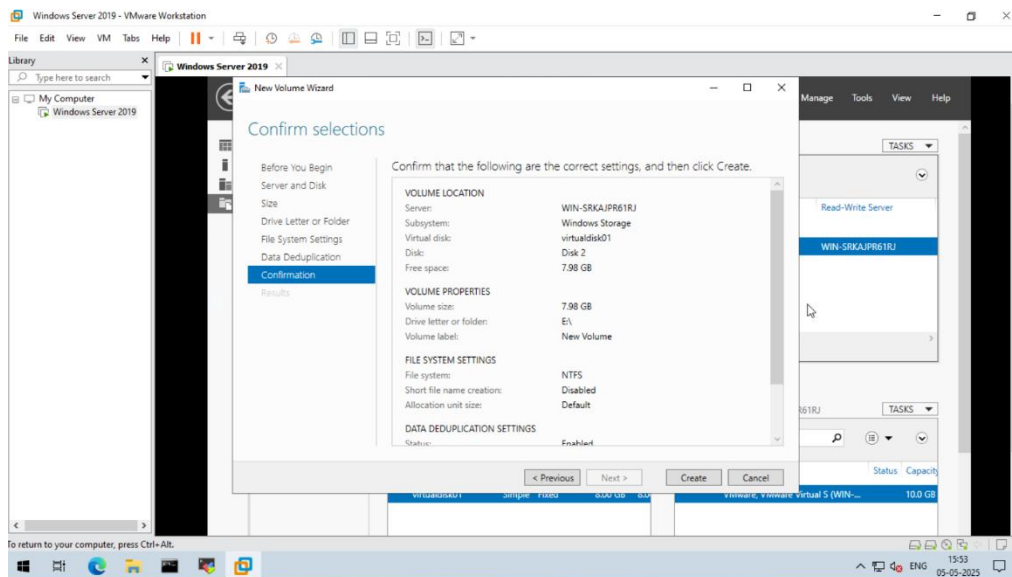 Windows Server 2019 - VMware Workstation
File Edit View VM Tabs Help
Library
Type here to search
My Computer
Windows Server 2019
Windows Server 2019
New Volume Wizard
Manage Tools View Help
Confirm selections
TASKS
Before You Begin
Server and Disk
Size
Drive Letter or Folder
File System Settings
Data Deduplication
Confirmation
Results
Confirm that the following are the correct settings, and then click Create.
VOLUME LOCATION
Server: WIN-SRKAJPR61RJ
Subsystem: Windows Storage
Virtual disk: virtualdisk01
Disk: Disk 2
Free space: 7.98 GB
VOLUME PROPERTIES
Volume size: 7.98 GB
Drive letter or folder: E:\
Volume label: New Volume
FILE SYSTEM SETTINGS
File system: NTFS
Short file name creation: Disabled
Allocation unit size: Default
DATA DEDUPLICATION SETTINGS
Status: Enabled
< Previous Next > Create Cancel
Read-Write Server
WIN-SRKAJPR61RJ
R61RJ TASKS
Status Capacity
virtualdisk01 Simple Fixed 8.00 GB 8.0
VMware, VMware Virtual S (WIN-... 10.0 GB
To return to your computer, press Ctrl+Alt.
ENG
15:53
05-05-2025